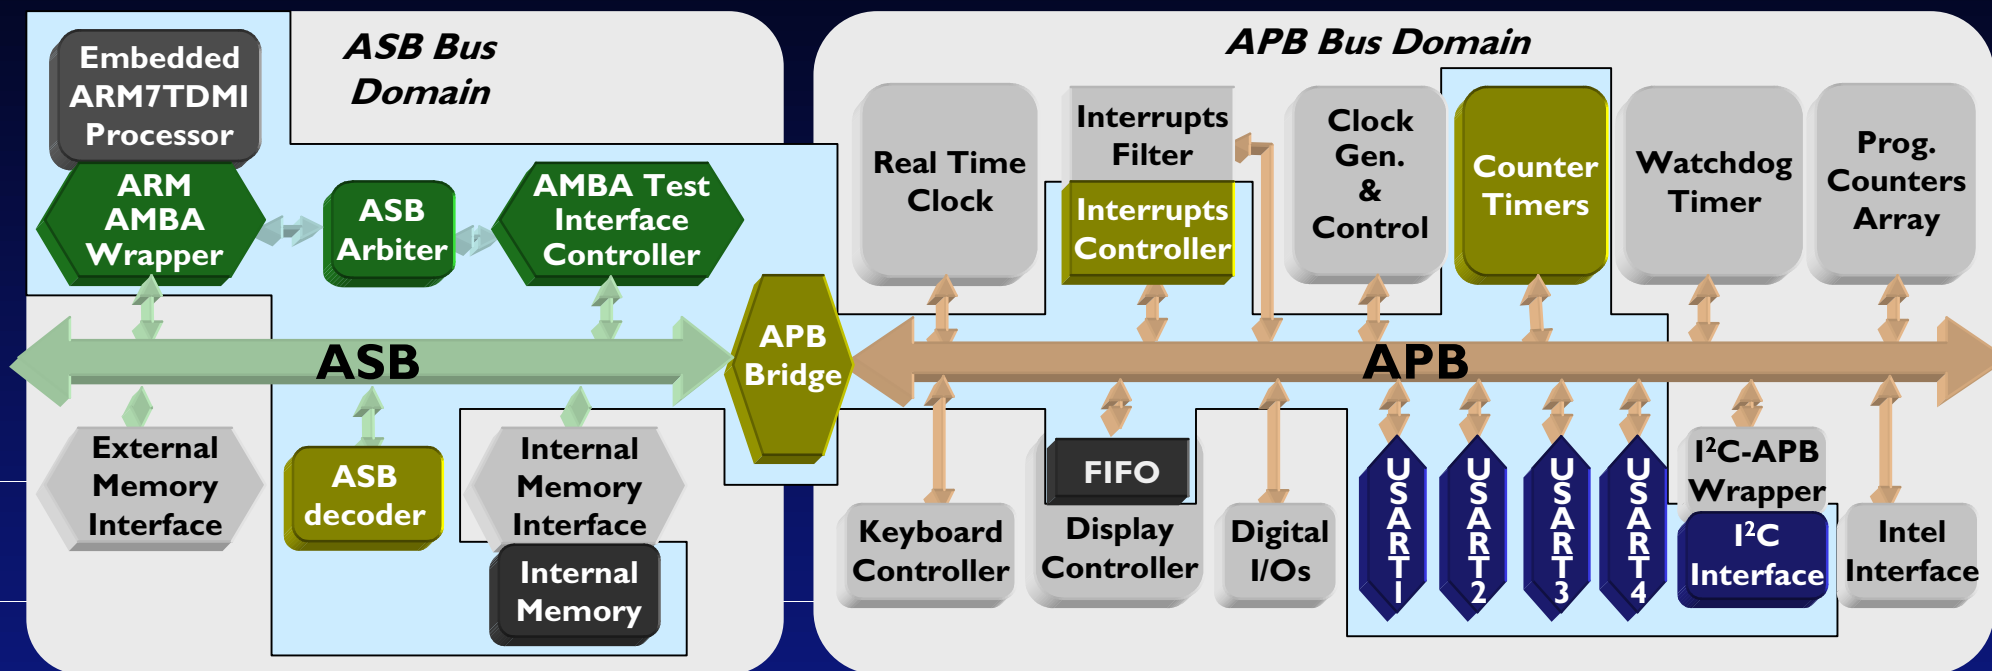 ASB Bus
Domain
APB Bus Domain
Embedded
ARM7TDMI
Processor
ARM
AMBA
Wrapper
ASB
Arbiter
AMBA Test
Interface
Controller
Real Time
Clock
Interrupts
Filter
Interrupts
Controller
Clock
Gen.
&
Control
Counter
Timers
Watchdog
Timer
Prog.
Counters
Array
ASB
APB
Bridge
APB
External
Memory
Interface
ASB
decoder
Internal
Memory
Interface
Internal
Memory
Keyboard
Controller
FIFO
Display
Controller
Digital
I/Os
USART1
USART2
USART3
USART4
I²C-APB
Wrapper
I²C
Interface
Intel
Interface